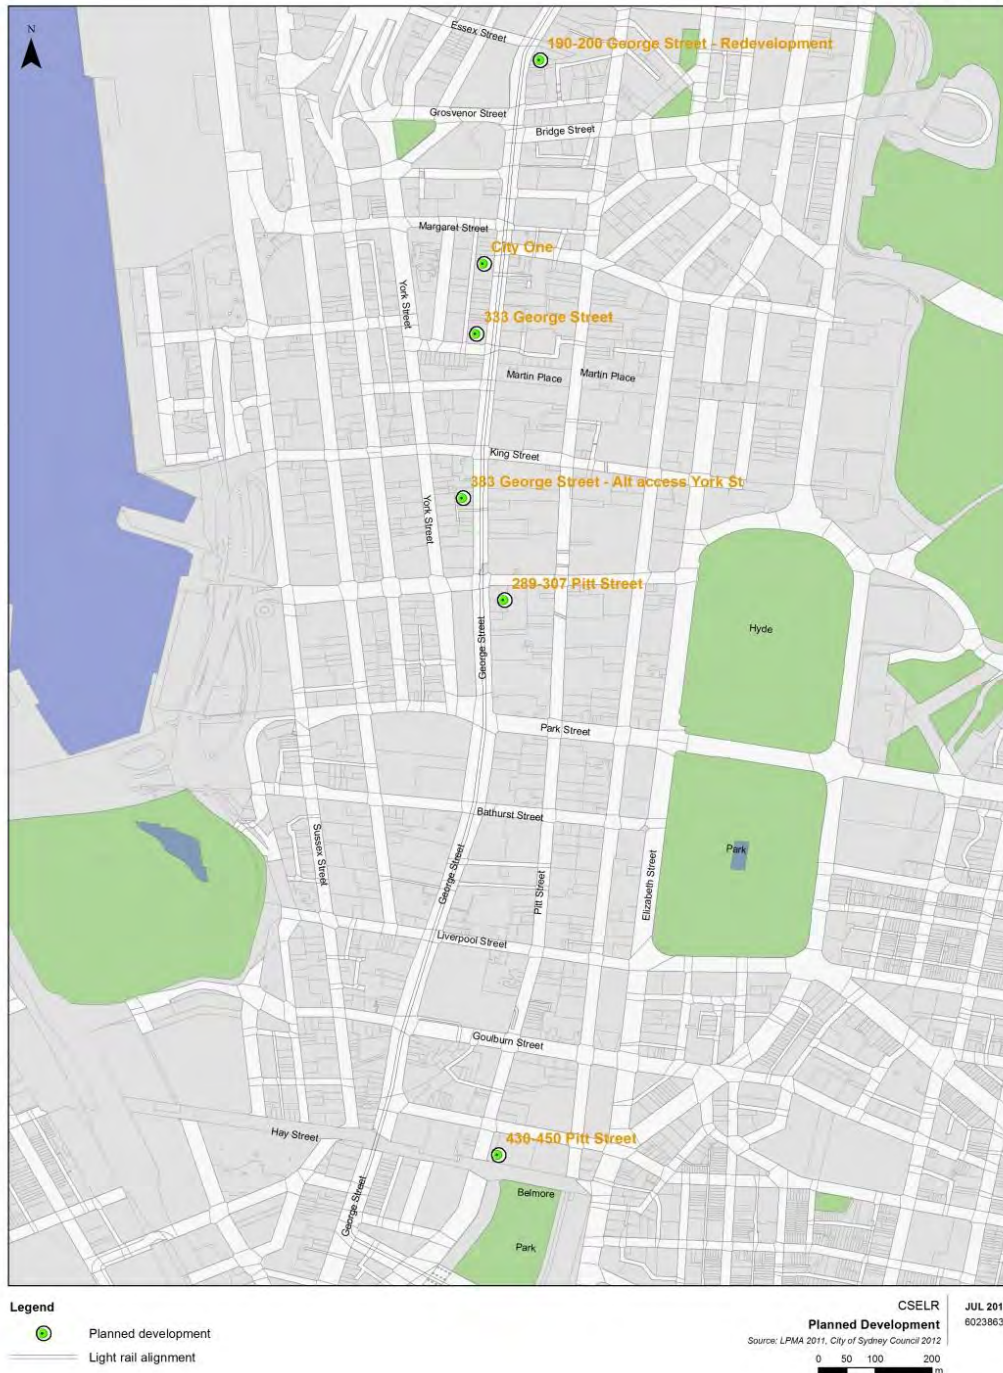 N
Essex Street
190-200 George Street - Redevelopment
Grosvenor Street
Bridge Street
Margaret Street
City One
York Street
333 George Street
Martin Place
Martin Place
King Street
383 George Street - Alt access York St
York Street
289-307 Pitt Street
George Street
Hyde
Park Street
Bathurst Street
Sussex Street
George Street
Pitt Street
Elizabeth Street
Park
Liverpool Street
Goulburn Street
Hay Street
430-450 Pitt Street
George Street
Belmore
Park
Legend
Planned development
Light rail alignment
CSELR
Planned Development
Source: LPMA 2011, City of Sydney Council 2012
0 50 100 200
m
JUL 201
6023863